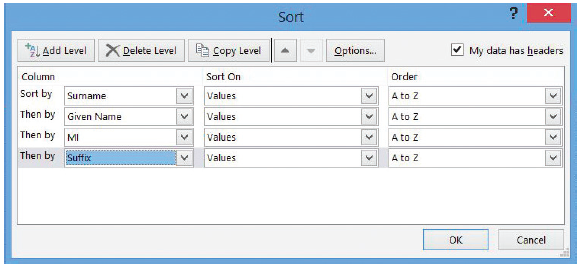 Sort
? X
Add Level Delete Level Copy Level Options... My data has headers
Column Sort On Order
Sort by Surname Values A to Z
Then by Given Name Values A to Z
Then by MI Values A to Z
Then by Suffix Values A to Z
OK Cancel